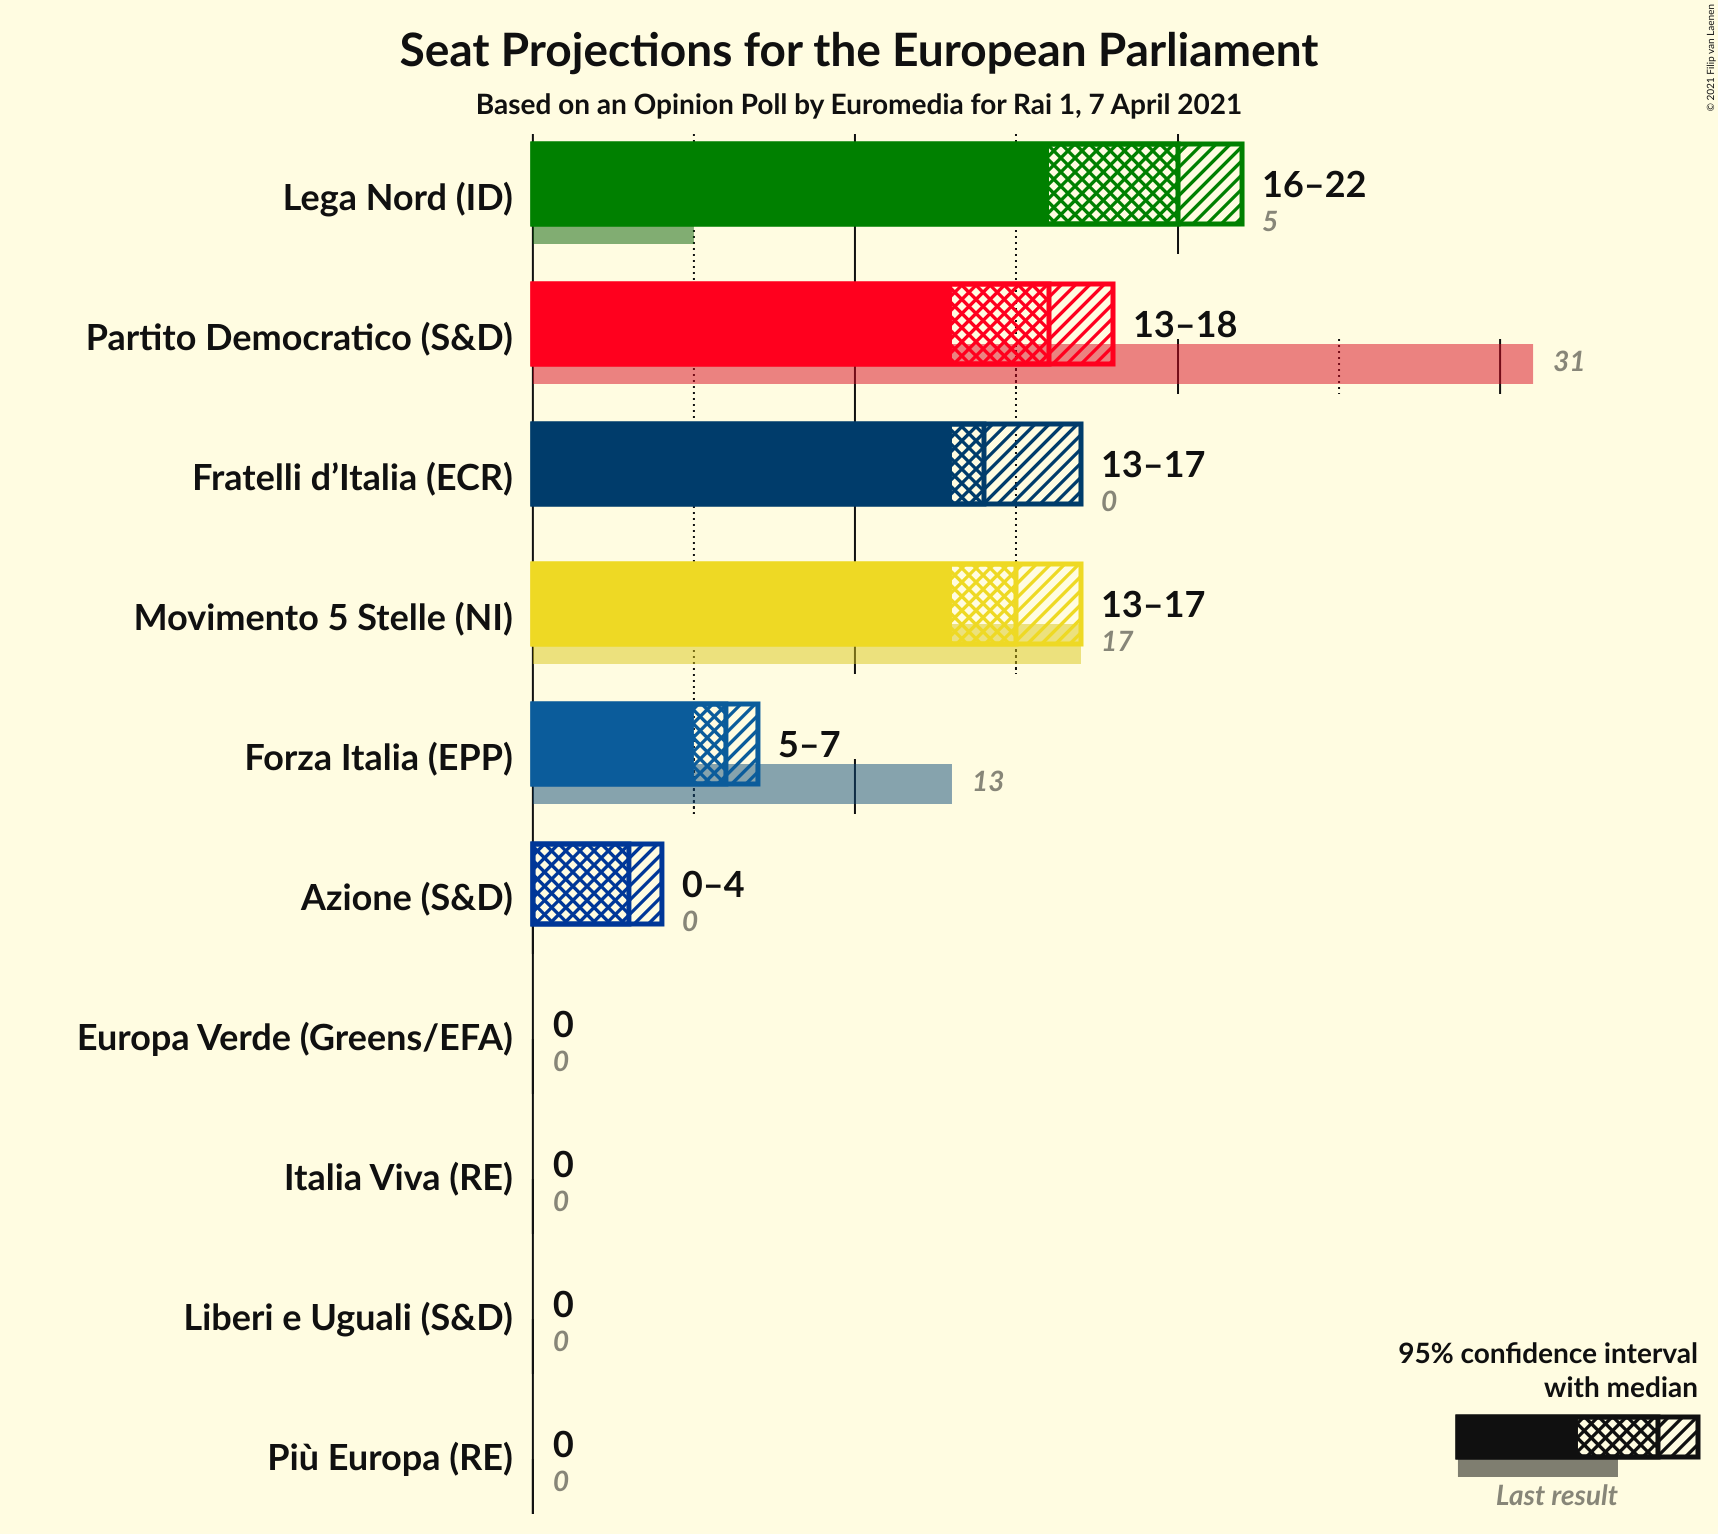 Seat Projections for the European Parliament
Based on an Opinion Poll by Euromedia for Rai 1, 7 April 2021
© 2021 Filip van Laenen
Lega Nord (ID)
16–22
5
Partito Democratico (S&D)
13–18
31
Fratelli d’Italia (ECR)
13–17
0
Movimento 5 Stelle (NI)
13–17
17
Forza Italia (EPP)
5–7
13
Azione (S&D)
0–4
0
Europa Verde (Greens/EFA)
0
0
Italia Viva (RE)
0
0
Liberi e Uguali (S&D)
0
0
Più Europa (RE)
0
0
95% confidence interval
with median
Last result